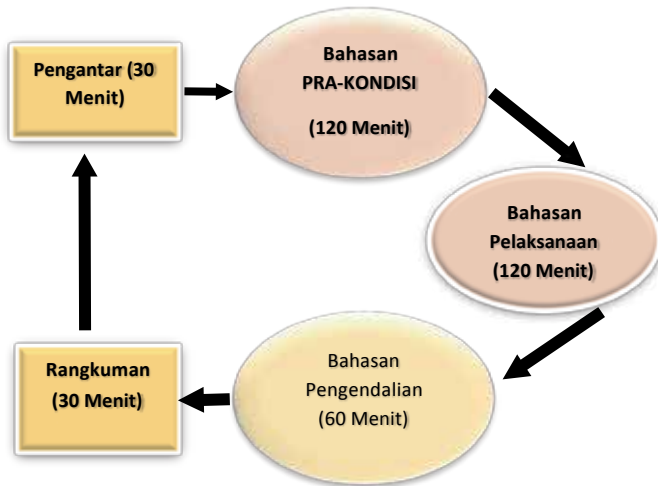 Pengantar (30
Menit)
Bahasan
PRA-KONDISI
(120 Menit)
Bahasan
Pelaksanaan
(120 Menit)
Bahasan
Pengendalian
(60 Menit)
Rangkuman
(30 Menit)